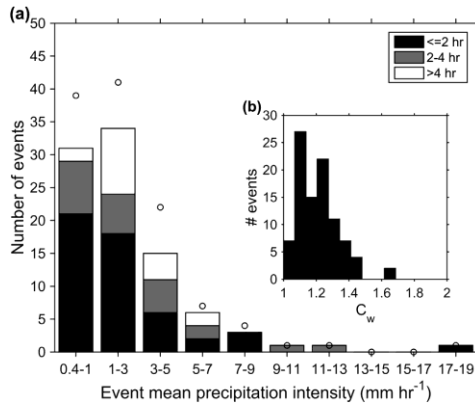 (a)
50
45
40
35
30
25
20
15
10
5
0
Number of events
<=2 hr
2-4 hr
>4 hr
(b)
30
25
20
15
10
5
0
# events
1 1.2 1.4 1.6 1.8 2
C_w
0.4-1 1-3 3-5 5-7 7-9 9-11 11-13 13-15 15-17 17-19
Event mean precipitation intensity (mm hr⁻¹)